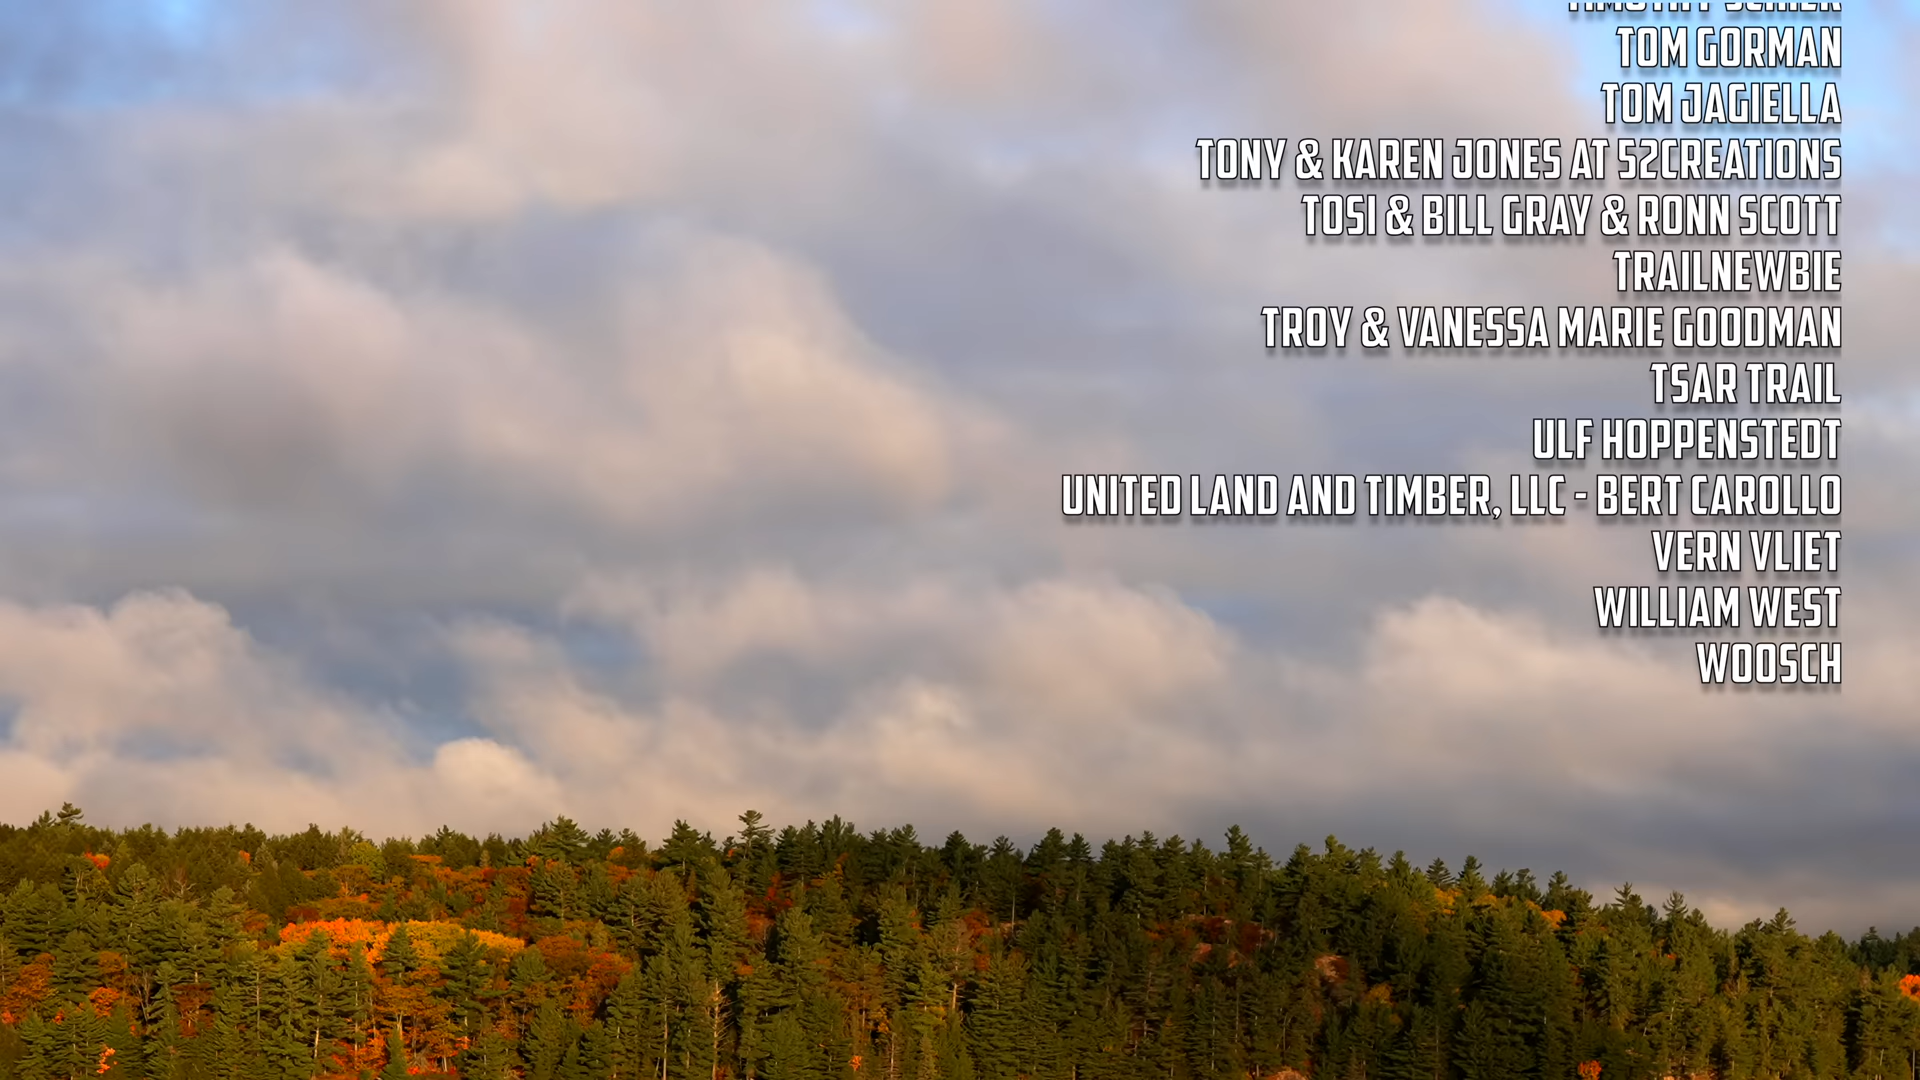 TOM GORMAN
TOM JAGIELLA
TONY & KAREN JONES AT 52CREATIONS
TOSI & BILL GRAY & RONN SCOTT
TRAILNEWBIE
TROY & VANESSA MARIE GOODMAN
TSAR TRAIL
ULF HOPPENSTEDT
UNITED LAND AND TIMBER, LLC - BERT CAROLLO
VERN VLIET
WILLIAM WEST
WOOSCH